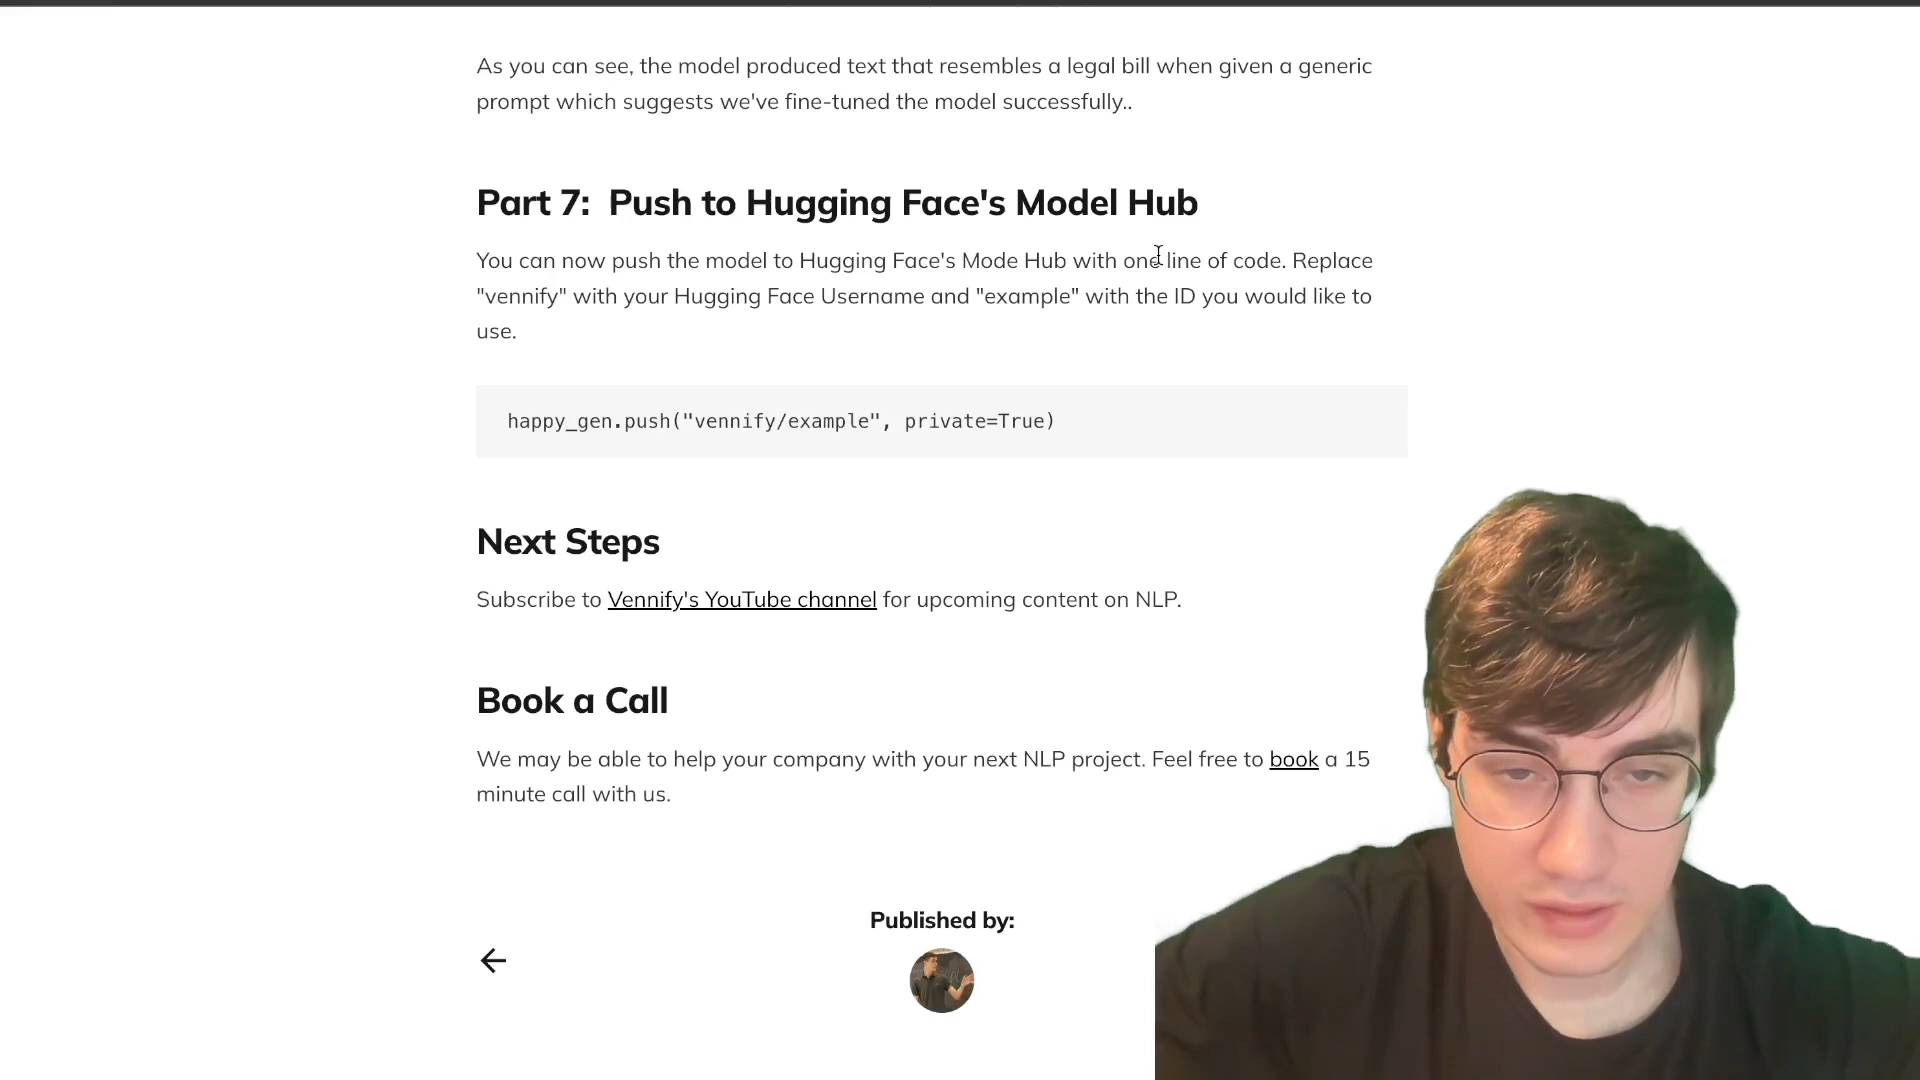 As you can see, the model produced text that resembles a legal bill when given a generic
prompt which suggests we've fine-tuned the model successfully..
Part 7:  Push to Hugging Face's Model Hub
You can now push the model to Hugging Face's Mode Hub with one line of code. Replace
"vennify" with your Hugging Face Username and "example" with the ID you would like to
use.
happy_gen.push("vennify/example", private=True)
Next Steps
Subscribe to Vennify's YouTube channel for upcoming content on NLP.
Book a Call
We may be able to help your company with your next NLP project. Feel free to book a 15
minute call with us.
Published by: